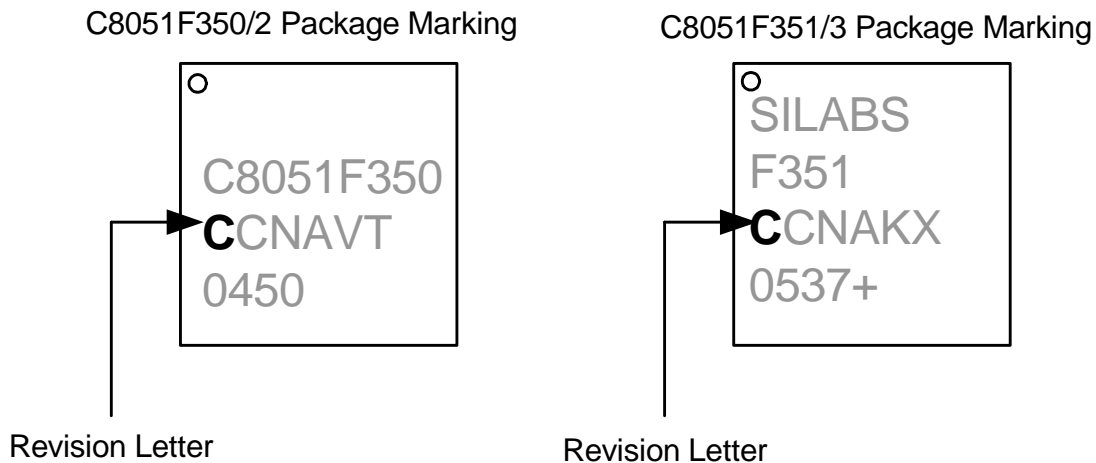 C8051F350/2 Package Marking
C8051F350
CCNAVT
0450
Revision Letter
C8051F351/3 Package Marking
SILABS
F351
CCNAKX
0537+
Revision Letter